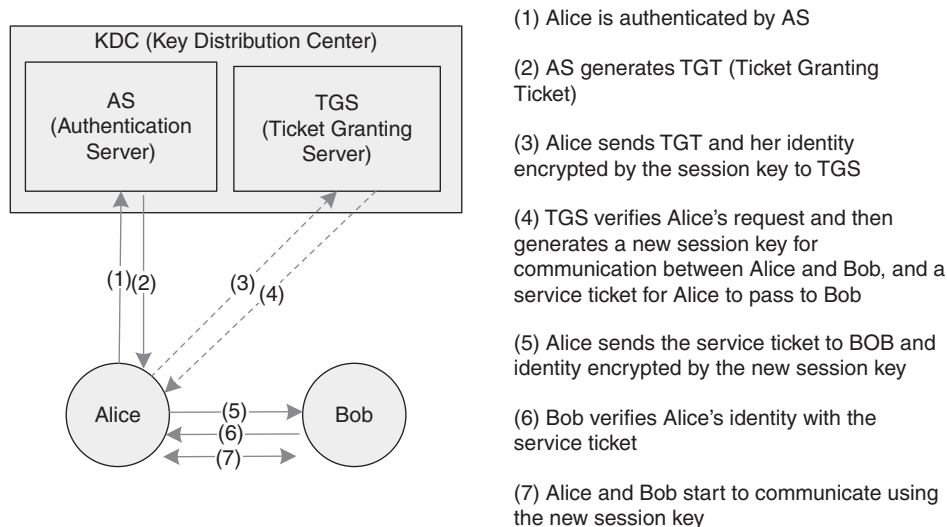 KDC (Key Distribution Center)
AS
(Authentication
Server)
TGS
(Ticket Granting
Server)
(1)
(2)
(3)
(4)
Alice
(5)
(6)
(7)
Bob
(1) Alice is authenticated by AS
(2) AS generates TGT (Ticket Granting
Ticket)
(3) Alice sends TGT and her identity
encrypted by the session key to TGS
(4) TGS verifies Alice's request and then
generates a new session key for
communication between Alice and Bob, and a
service ticket for Alice to pass to Bob
(5) Alice sends the service ticket to BOB and
identity encrypted by the new session key
(6) Bob verifies Alice's identity with the
service ticket
(7) Alice and Bob start to communicate using
the new session key